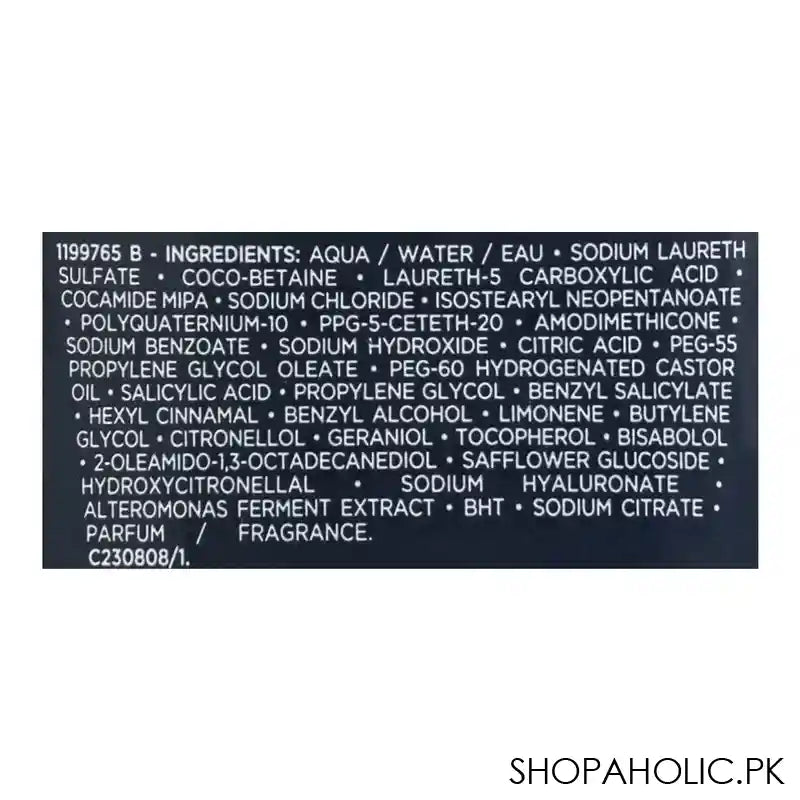 1199765 B - INGREDIENTS: AQUA / WATER / EAU • SODIUM LAURETH
SULFATE • COCO-BETAINE • LAURETH-5 CARBOXYLIC ACID •
COCAMIDE MIPA • SODIUM CHLORIDE • ISOSTEARYL NEOPENTANOATE
• POLYQUATERNIUM-10 • PPG-5-CETETH-20 • AMODIMETHICONE •
SODIUM BENZOATE • SODIUM HYDROXIDE • CITRIC ACID • PEG-55
PROPYLENE GLYCOL OLEATE • PEG-60 HYDROGENATED CASTOR
OIL • SALICYLIC ACID • PROPYLENE GLYCOL • BENZYL SALICYLATE
• HEXYL CINNAMAL • BENZYL ALCOHOL • LIMONENE • BUTYLENE
GLYCOL • CITRONELLOL • GERANIOL • TOCOPHEROL • BISABOLOL
• 2-OLEAMIDO-1,3-OCTADECANEDIOL • SAFFLOWER GLUCOSIDE •
HYDROXYCITRONELLAL • SODIUM HYALURONATE •
ALTEROMONAS FERMENT EXTRACT • BHT • SODIUM CITRATE •
PARFUM / FRAGRANCE.
C230808/1.
SHOPAHOLIC.PK